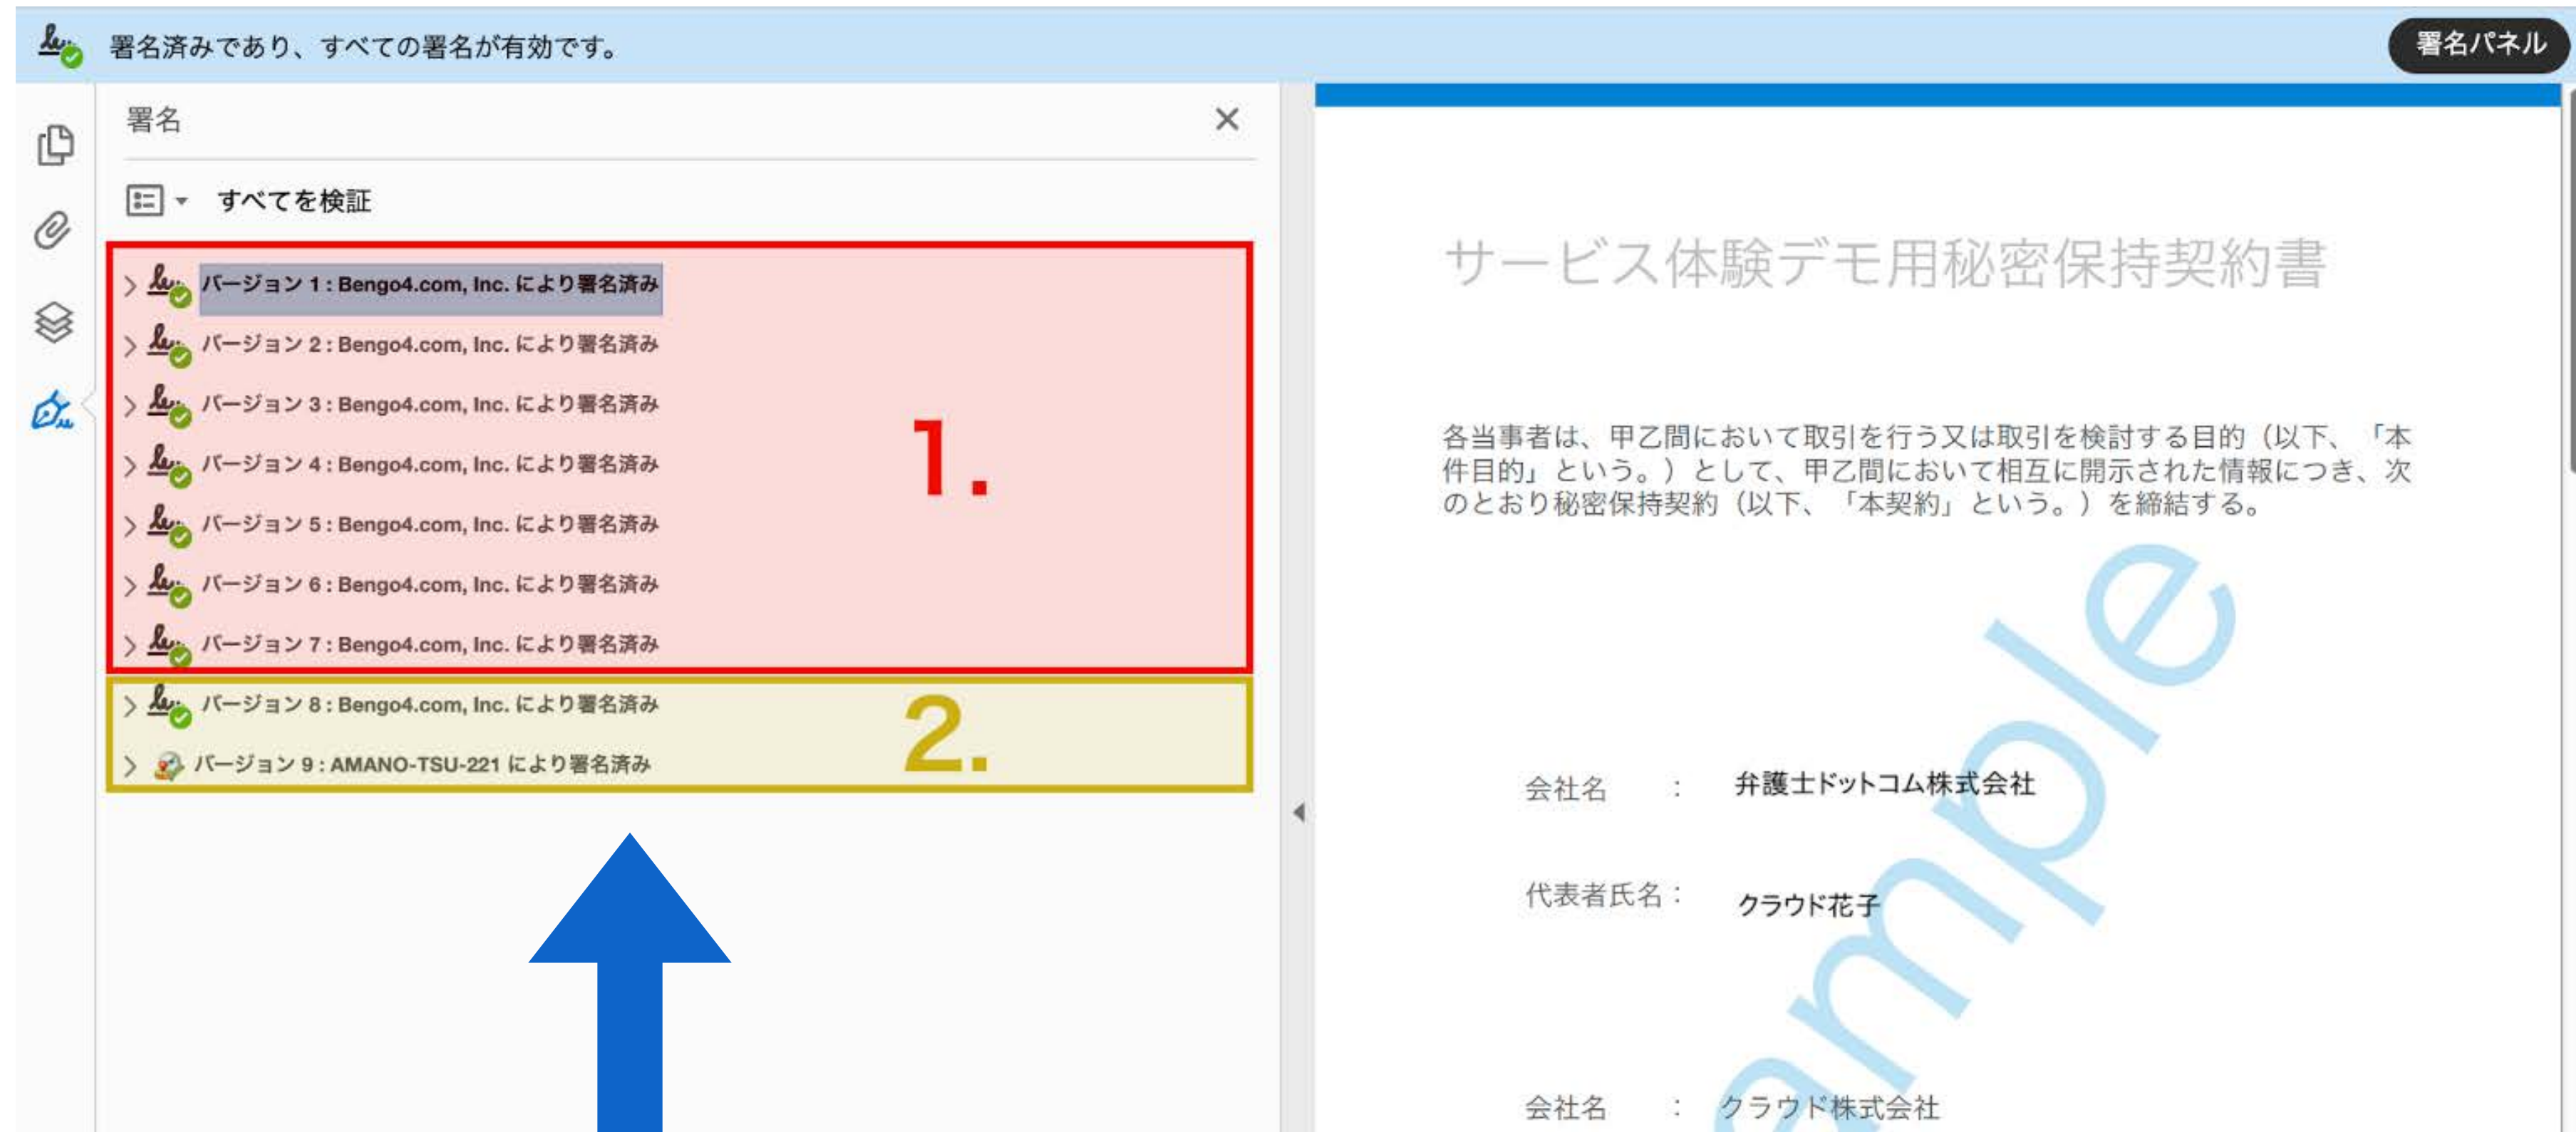 署名済みであり、すべての署名が有効です。
署名パネル
署名
すべてを検証
バージョン 1 : Bengo4.com, Inc. により署名済み
バージョン 2 : Bengo4.com, Inc. により署名済み
バージョン 3 : Bengo4.com, Inc. により署名済み
バージョン 4 : Bengo4.com, Inc. により署名済み
バージョン 5 : Bengo4.com, Inc. により署名済み
バージョン 6 : Bengo4.com, Inc. により署名済み
バージョン 7 : Bengo4.com, Inc. により署名済み
1.
バージョン 8 : Bengo4.com, Inc. により署名済み
バージョン 9 : AMANO-TSU-221 により署名済み
2.
サービス体験デモ用秘密保持契約書
各当事者は、甲乙間において取引を行う又は取引を検討する目的（以下、「本
件目的」という。）として、甲乙間において相互に開示された情報につき、次
のとおり秘密保持契約（以下、「本契約」という。）を締結する。
会社名 : 弁護士ドットコム株式会社
代表者氏名 : クラウド花子
会社名 : クラウド株式会社
ample